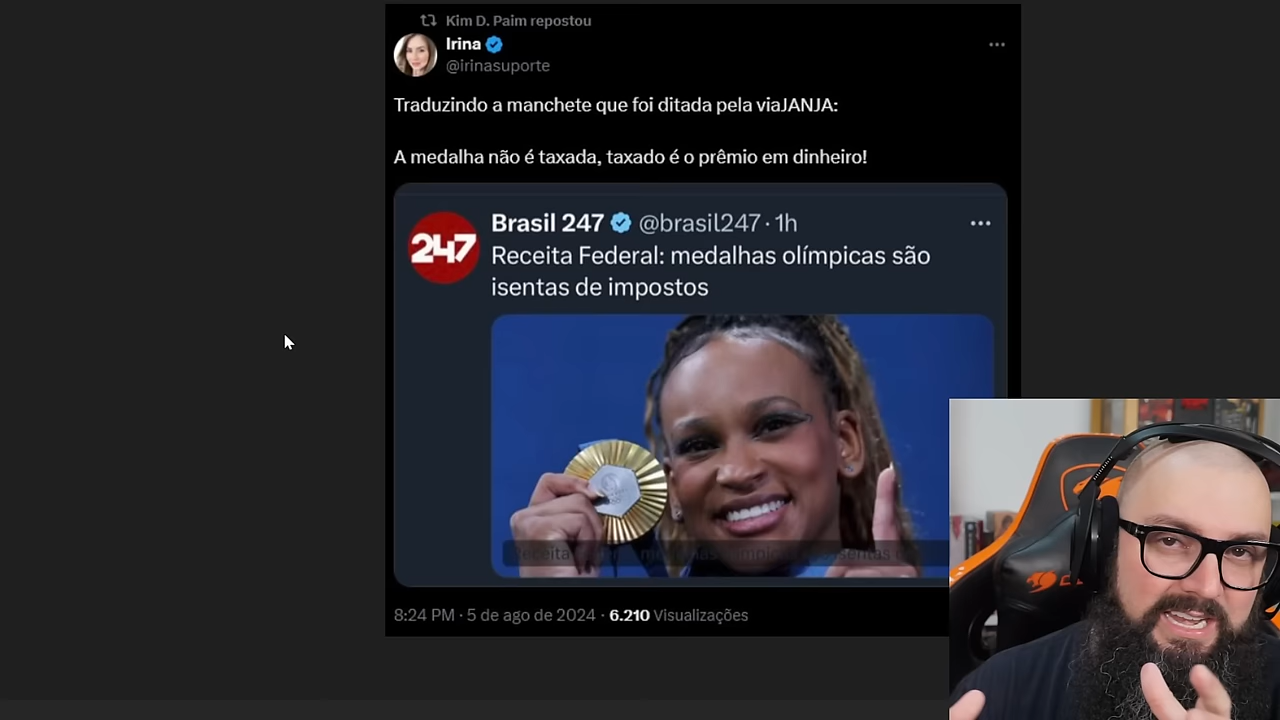 Kim D. Paim repostou
Irina
@irinasuporte
Traduzindo a manchete que foi ditada pela viaJANJA:
A medalha não é taxada, taxado é o prêmio em dinheiro!
247
Brasil 247 @brasil247 · 1h
Receita Federal: medalhas olímpicas são
isentas de impostos
8:24 PM · 5 de ago de 2024 · 6.210 Visualizações